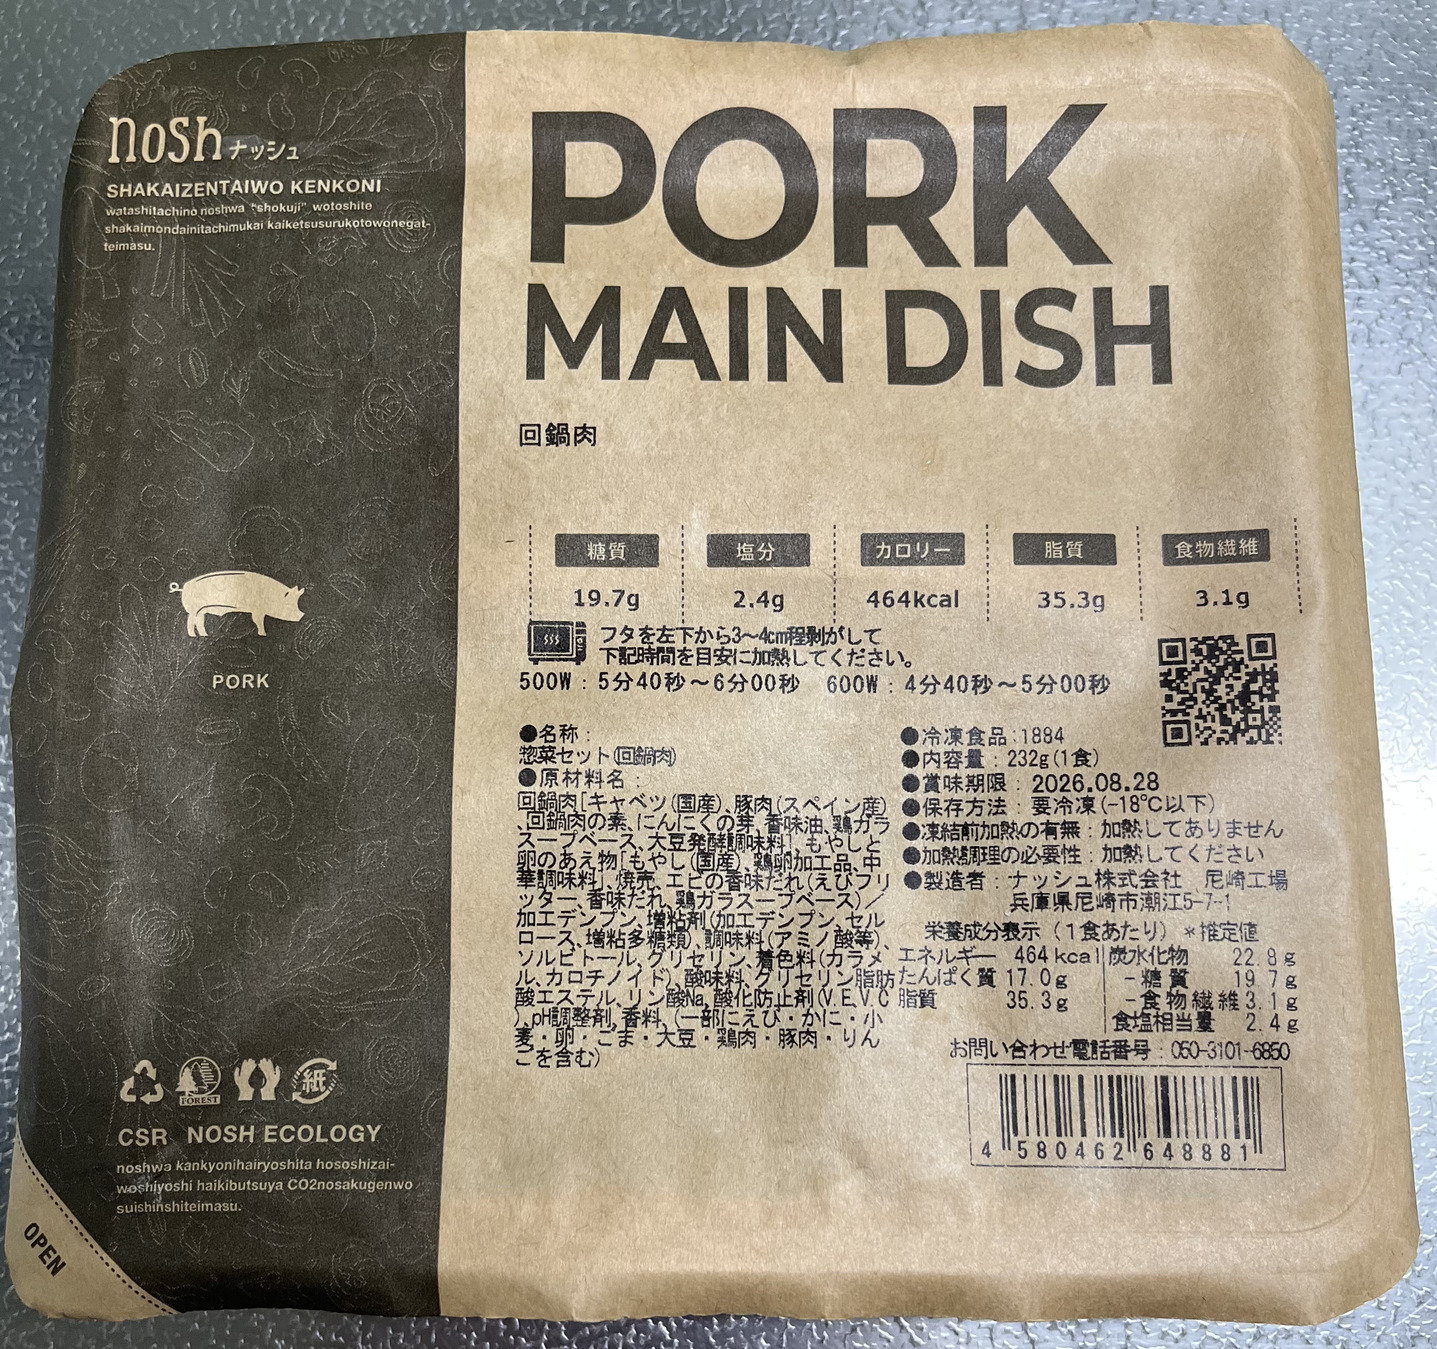 nosh ナッシュ
SHAKAIZENTAIWO KENKONI
watashitachino noshwa "shokuji" wotoshite
shakaimondainitachimukai kaiketsusurukotowonegat-
teimasu.
PORK
CSR NOSH ECOLOGY
FOREST
紙
noshwa kankyonihairyoshita hososhizai-
woshiyoshi haikibutsuya CO2nosakugenwo
suishinshiteimasu.
OPEN
PORK
MAIN DISH
回鍋肉
糖質 塩分 カロリー 脂質 食物繊維
19.7g 2.4g 464kcal 35.3g 3.1g
フタを左下から3~4cm程剥がして
下記時間を目安に加熱してください。
500W : 5分40秒~6分00秒 600W : 4分40秒~5分00秒
●名称 :
惣菜セット(回鍋肉)
●原材料名 :
回鍋肉[キャベツ(国産)、豚肉(スペイン産)
、回鍋肉の素、にんにくの芽、香味油、鶏ガラ
スープベース、大豆発酵調味料]、もやしと
卵のあえ物[もやし(国産)、鶏卵加工品、中
華調味料]、焼売、エビの香味だれ(えびフリ
ッター、香味だれ、鶏ガラスープベース)/
加工デンプン、増粘剤(加工デンプン、セル
ロース、増粘多糖類)、調味料(アミノ酸等)、
ソルビトール、グリセリン、着色料(カラメ
ル、カロチノイド)、酸味料、グリセリン脂肪
酸エステル、リン酸Na、酸化防止剤(V.E、V.C
)、pH調整剤、香料、(一部にえび・かに・小
麦・卵・ごま・大豆・鶏肉・豚肉・りん
ごを含む)
●冷凍食品 : 1884
●内容量 : 232g(1食)
●賞味期限 : 2026.08.28
●保存方法 : 要冷凍(-18℃以下)
●凍結前加熱の有無 : 加熱してありません
●加熱調理の必要性 : 加熱してください
●製造者 : ナッシュ株式会社 尼崎工場
兵庫県尼崎市潮江5-7-1
栄養成分表示(1食あたり)*推定値
エネルギー 464 kcal 炭水化物 22.8g
たんぱく質 17.0g -糖質 19.7g
脂質 35.3g -食物繊維 3.1g
食塩相当量 2.4g
お問い合わせ電話番号 : 050-3101-6850
4 580462 648881